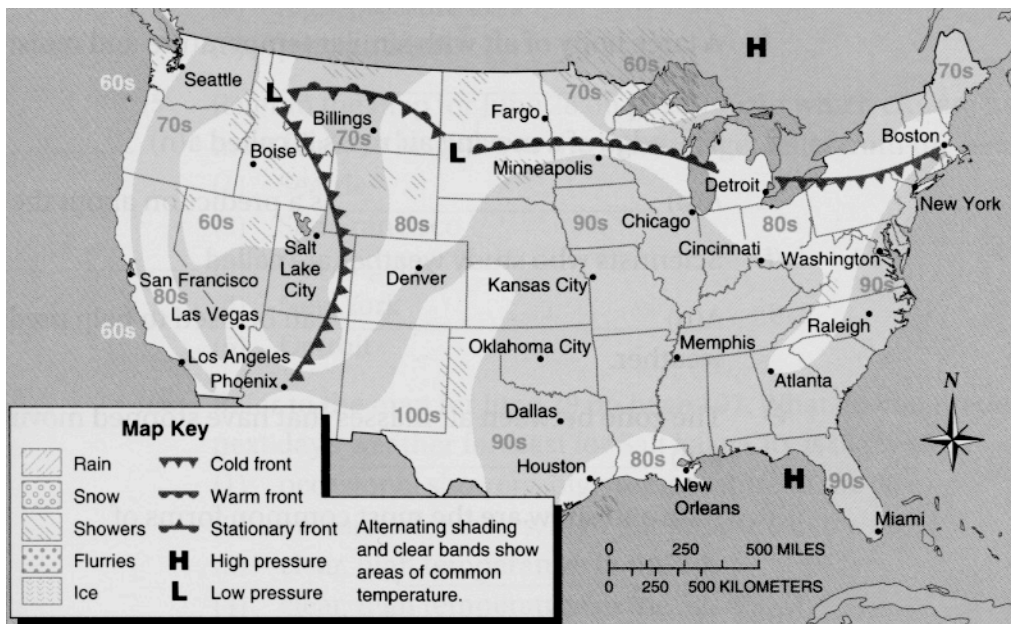 H
60s
70s
Seattle
60s
L
70s
Fargo
Billings
70s
70s
Boston
Boise
L
Minneapolis
Detroit
New York
60s
80s
90s
Chicago
80s
Salt
Lake
City
Cincinnati
Washington
Denver
San Francisco
Kansas City
90s
80s
Las Vegas
Raleigh
60s
Oklahoma City
Memphis
Los Angeles
Atlanta
Phoenix
N
100s
Dallas
90s
Houston
80s
New
Orleans
H
90s
Miami
Map Key
Rain
Cold front
Snow
Warm front
Showers
Stationary front
Flurries
H High pressure
Ice
L Low pressure
Alternating shading
and clear bands show
areas of common
temperature.
0 250 500 MILES
0 250 500 KILOMETERS